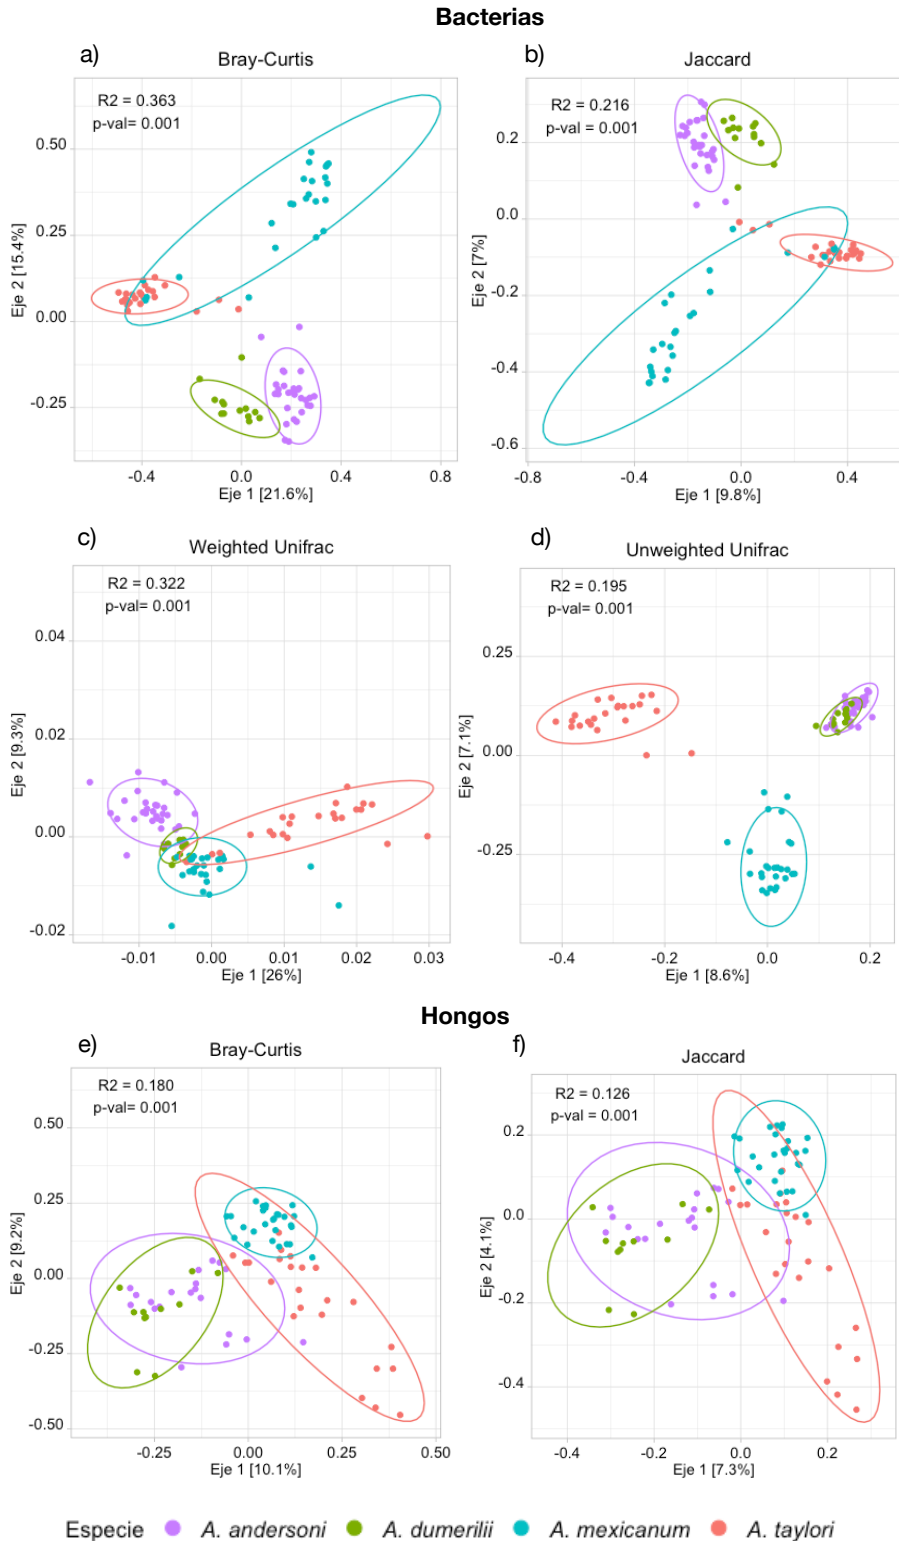 Bacterias
a)
Bray-Curtis
R2 = 0.363
p-val= 0.001
0.50
0.25
0.00
-0.25
Eje 2 [15.4%]
-0.4
0.0
0.4
0.8
Eje 1 [21.6%]
b)
Jaccard
R2 = 0.216
p-val = 0.001
0.2
0.0
-0.2
-0.4
-0.6
Eje 2 [7%]
-0.8
-0.4
0.0
0.4
Eje 1 [9.8%]
c)
Weighted Unifrac
R2 = 0.322
p-val= 0.001
0.04
0.02
0.00
-0.02
Eje 2 [9.3%]
-0.01
0.00
0.01
0.02
0.03
Eje 1 [26%]
d)
Unweighted Unifrac
R2 = 0.195
p-val= 0.001
0.25
0.00
-0.25
Eje 2 [7.1%]
-0.4
-0.2
0.0
0.2
Eje 1 [8.6%]
Hongos
e)
Bray-Curtis
R2 = 0.180
p-val= 0.001
0.50
0.25
0.00
-0.25
-0.50
Eje 2 [9.2%]
-0.25
0.00
0.25
0.50
Eje 1 [10.1%]
f)
Jaccard
R2 = 0.126
p-val = 0.001
0.2
0.0
-0.2
-0.4
Eje 2 [4.1%]
-0.4
-0.2
0.0
0.2
Eje 1 [7.3%]
Especie A. andersoni A. dumerilii A. mexicanum A. taylori